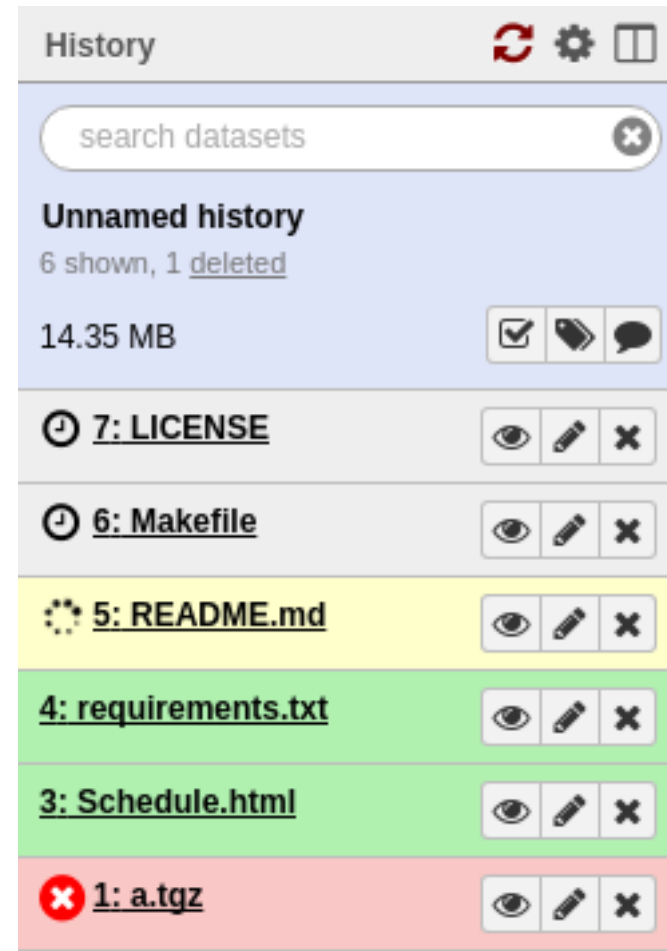 History
search datasets
Unnamed history
6 shown, 1 deleted
14.35 MB
7: LICENSE
6: Makefile
5: README.md
4: requirements.txt
3: Schedule.html
1: a.tgz